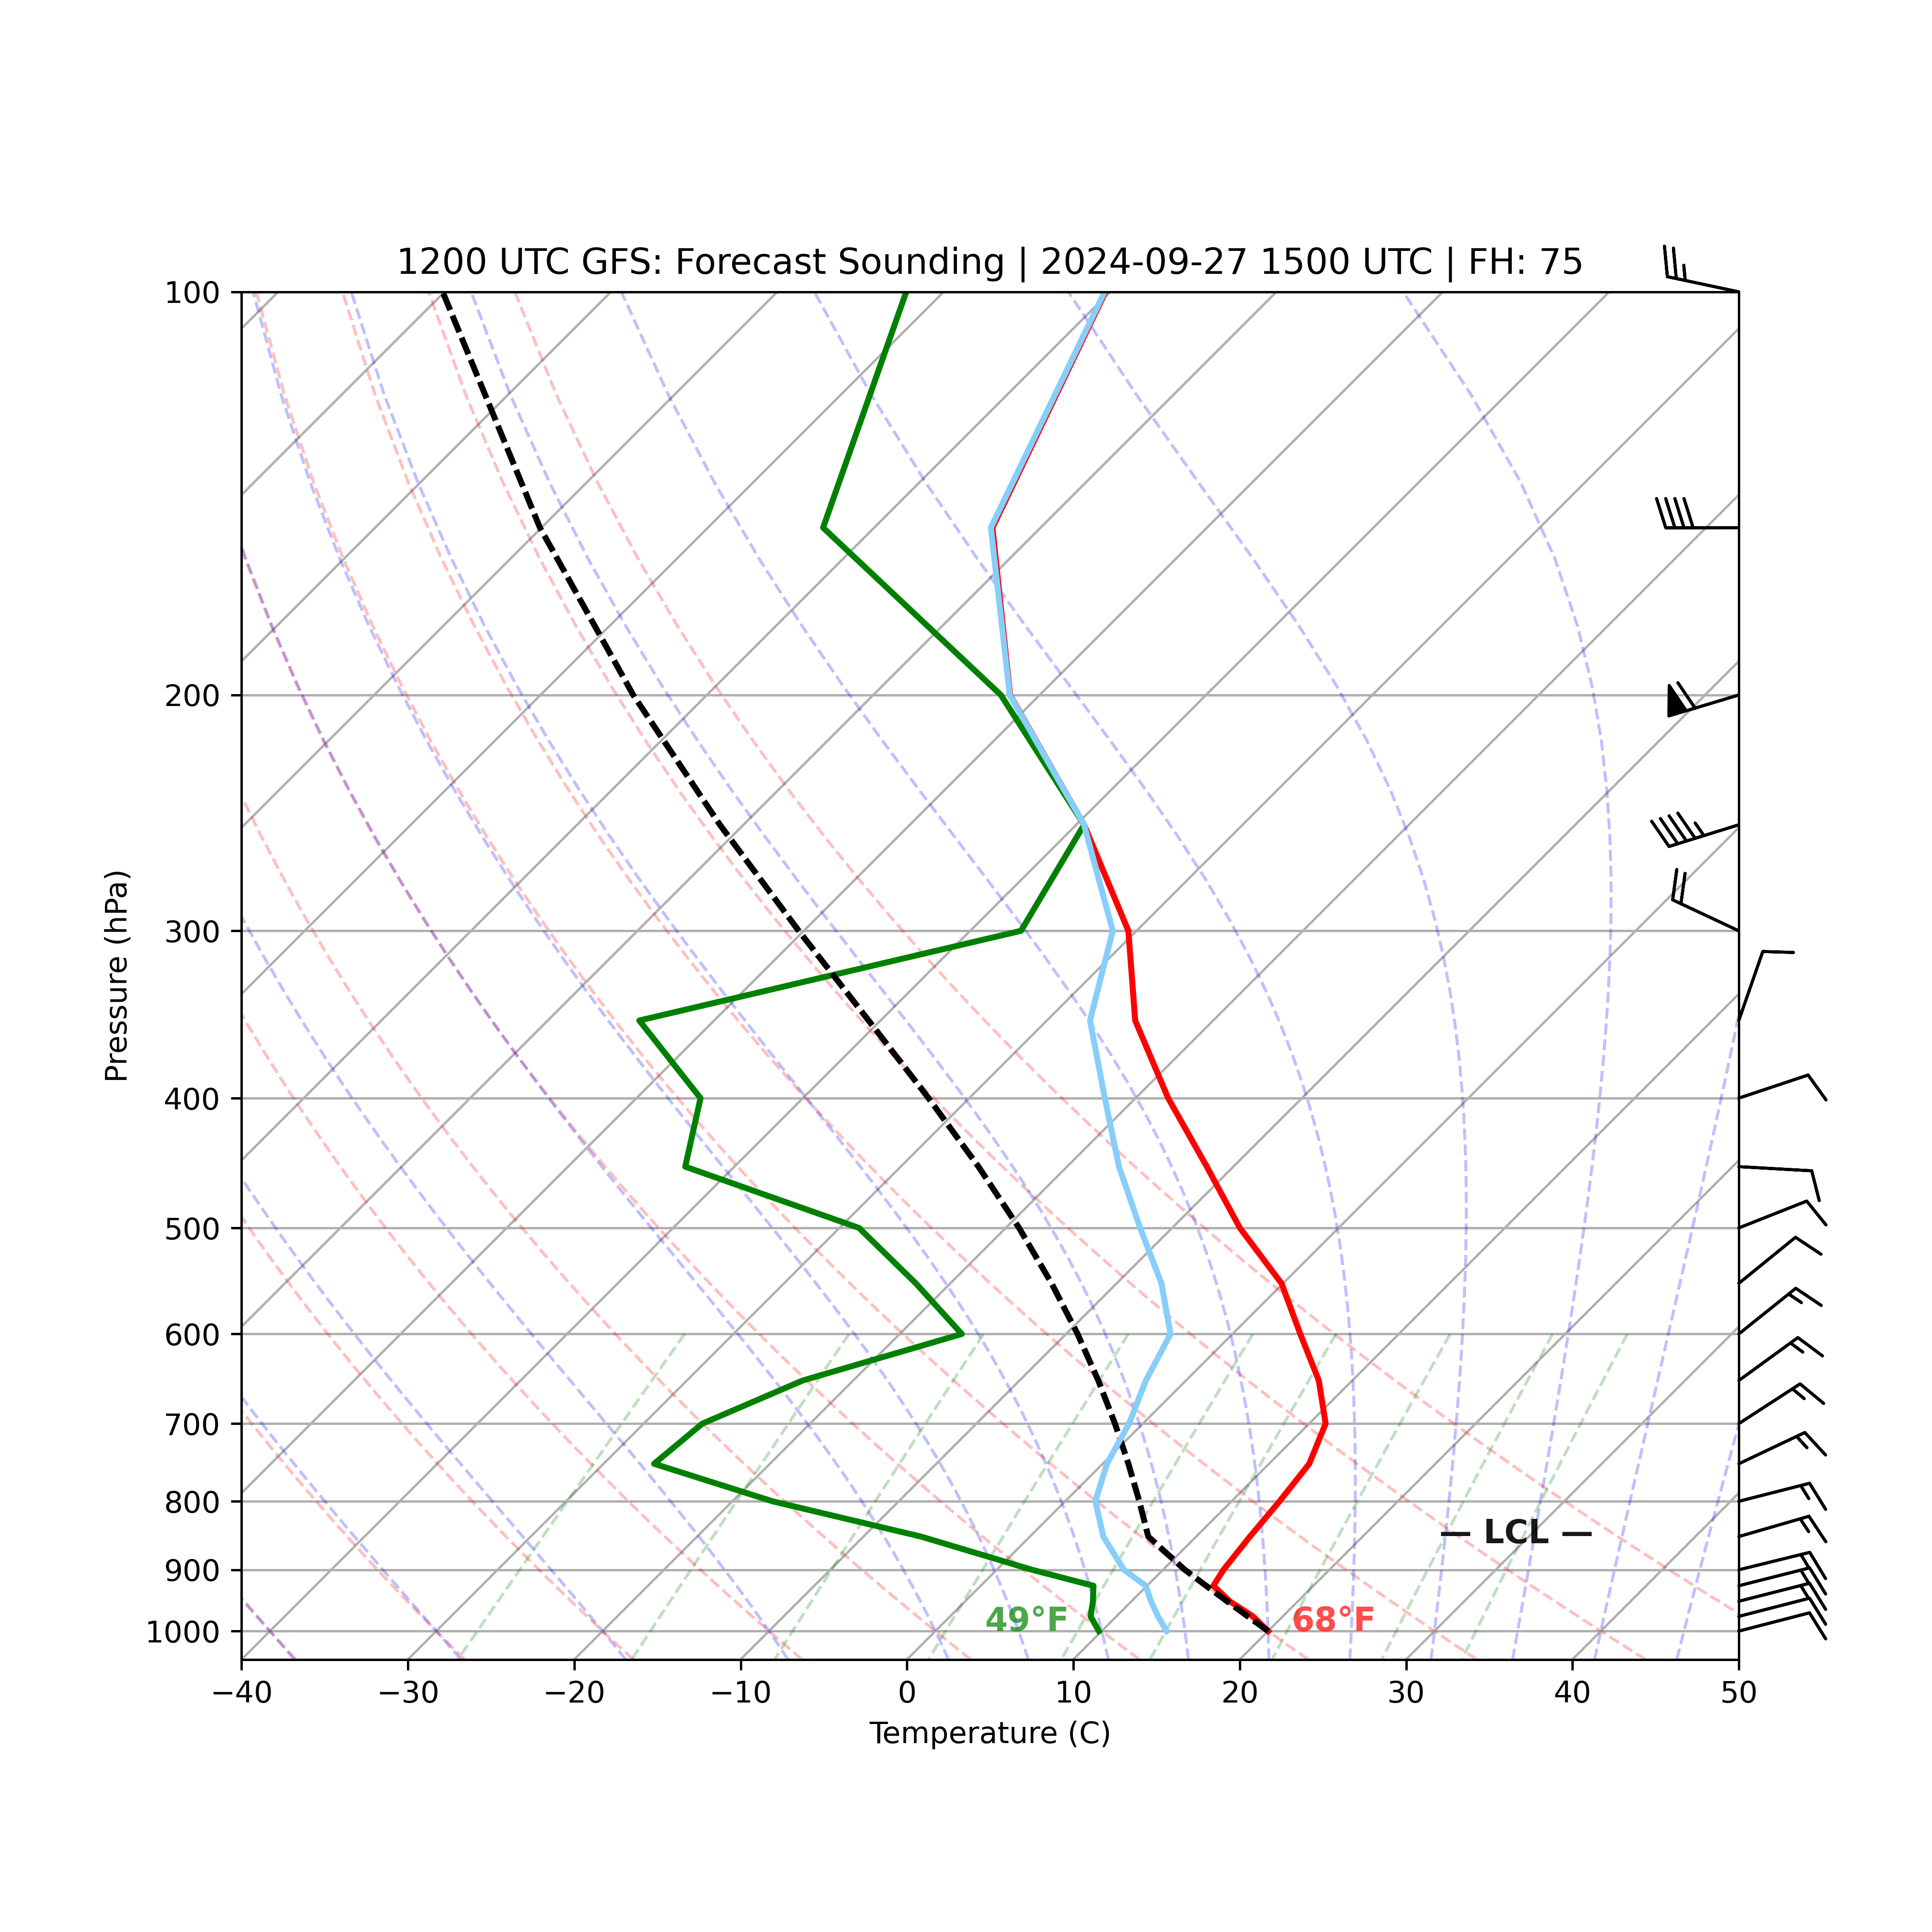 1200 UTC GFS: Forecast Sounding | 2024-09-27 1500 UTC | FH: 75
100
200
300
400
500
600
700
800
900
1000
Pressure (hPa)
— LCL —
49°F
68°F
−40 −30 −20 −10 0 10 20 30 40 50
Temperature (C)